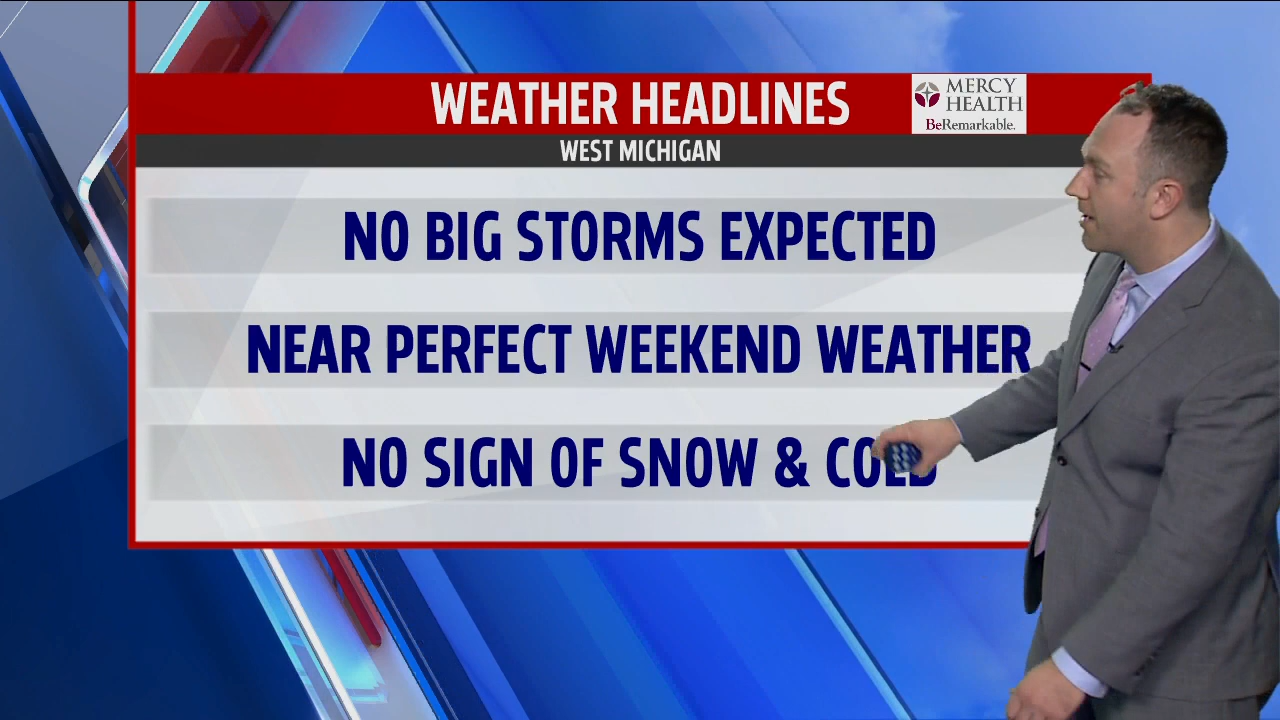 WEATHER HEADLINES
MERCY
HEALTH
BeRemarkable.
WEST MICHIGAN
NO BIG STORMS EXPECTED
NEAR PERFECT WEEKEND WEATHER
NO SIGN OF SNOW & COLD